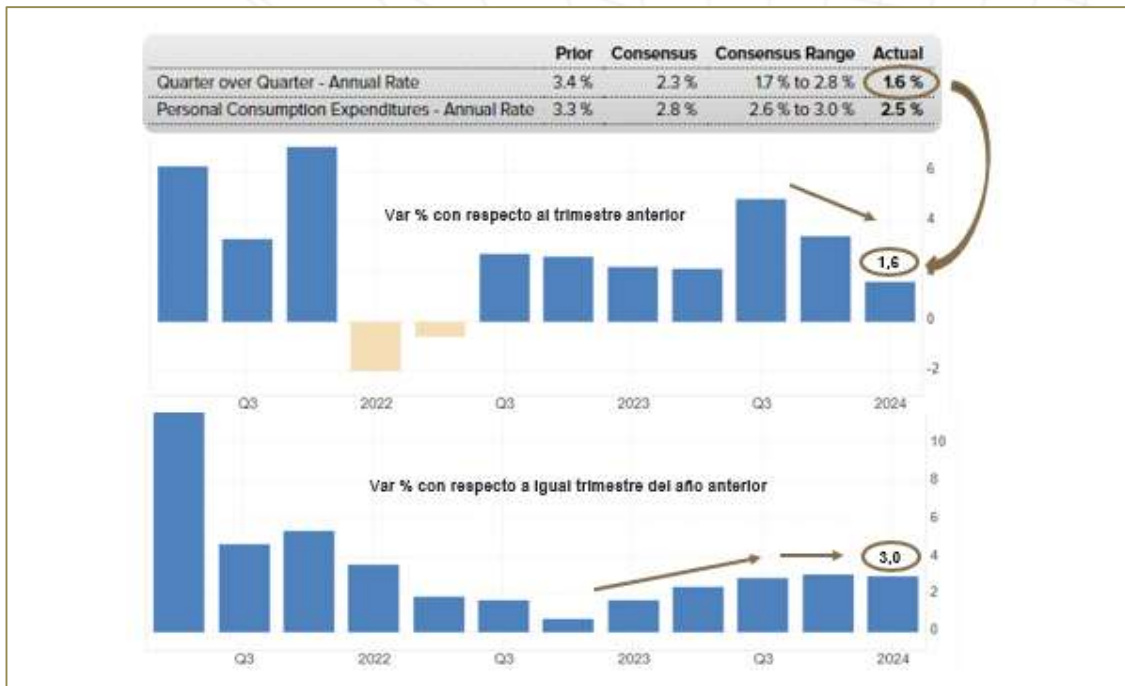 Prior Consensus Consensus Range Actual
Quarter over Quarter - Annual Rate 3.4 % 2.3 % 1.7 % to 2.8 % 1.6 %
Personal Consumption Expenditures - Annual Rate 3.3 % 2.8 % 2.6 % to 3.0 % 2.5 %
6
Var % con respecto al trimestre anterior
4
1,6
0
-2
Q3 2022 Q3 2023 Q3 2024
10
8
Var % con respecto a igual trimestre del año anterior
6
4
3,0
2
0
Q3 2022 Q3 2023 Q3 2024